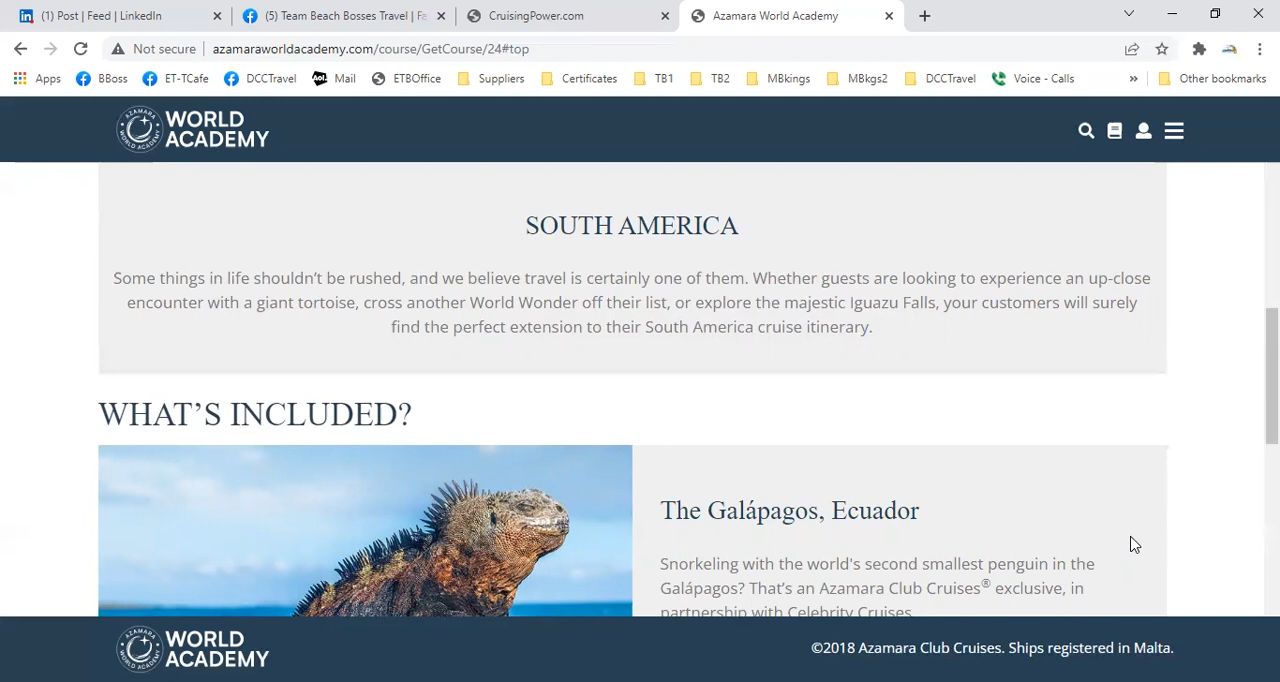 (1) Post | Feed | LinkedIn
(5) Team Beach Bosses Travel | Fa
CruisingPower.com
Azamara World Academy
Not secure
azamaraworldacademy.com/course/GetCourse/24#top
Apps
BBoss
ET-TCafe
DCCTravel
Aol.
Mail
ETBOffice
Suppliers
Certificates
TB1
TB2
MBkings
MBkgs2
DCCTravel
Voice - Calls
»
Other bookmarks
AZAMARA WORLD ACADEMY
WORLD
ACADEMY
SOUTH AMERICA
Some things in life shouldn’t be rushed, and we believe travel is certainly one of them. Whether guests are looking to experience an up-close
encounter with a giant tortoise, cross another World Wonder off their list, or explore the majestic Iguazu Falls, your customers will surely
find the perfect extension to their South America cruise itinerary.
WHAT’S INCLUDED?
The Galápagos, Ecuador
Snorkeling with the world's second smallest penguin in the
Galápagos? That’s an Azamara Club Cruises® exclusive, in
partnership with Celebrity Cruises.
AZAMARA WORLD ACADEMY
WORLD
ACADEMY
©2018 Azamara Club Cruises. Ships registered in Malta.